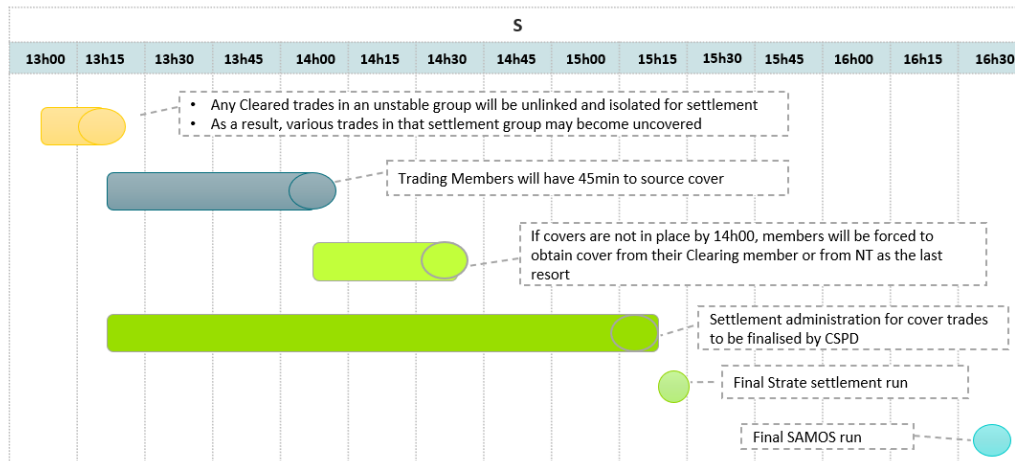 S
13h00 13h15 13h30 13h45 14h00 14h15 14h30 14h45 15h00 15h15 15h30 15h45 16h00 16h15 16h30
• Any Cleared trades in an unstable group will be unlinked and isolated for settlement
• As a result, various trades in that settlement group may become uncovered
Trading Members will have 45min to source cover
If covers are not in place by 14h00, members will be forced to
obtain cover from their Clearing member or from NT as the last
resort
Settlement administration for cover trades
to be finalised by CSPD
Final Strate settlement run
Final SAMOS run